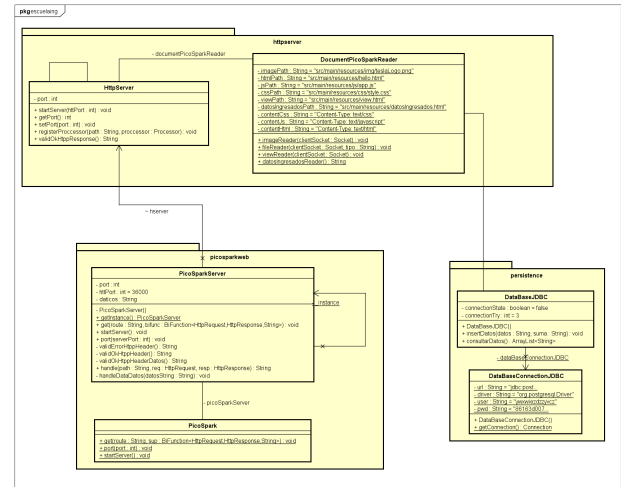 pkg escuelaing
httpserver
- documentPicoSparkReader
HttpServer
- port : int
+ startServer(httPort : int) : void
+ getPort() : int
+ setPort(port : int) : void
+ registerProccessor(path : String, proccessor : Processor) : void
+ validOkHttpResponse() : String
DocumentPicoSparkReader
- imagePath : String = "src/main/resources/img/teslaLogo.png"
- htmlPath : String = "src/main/resources/hello.html"
- jsPath : String = "src/main/resources/js/app.js"
- cssPath : String = "src/main/resources/css/style.css"
- viewPath : String = "src/main/resources/view.html"
- datosIngresadosPath : String = "src/main/resources/datosIngresados.html"
- contentCss : String = "Content-Type: text/css"
- contentJs : String = "Content-Type: text/javascript"
- contentHtml : String = "Content-Type: text/html"
+ imageReader(clientSocket : Socket) : void
+ fileReader(clientSocket : Socket, tipo : String) : void
+ viewReader(clientSocket : Socket) : void
+ datosIngresadosReader() : String
~ hserver
picosparkweb
PicoSparkServer
- port : int
- httPort : int = 36000
- daticos : String
- PicoSparkServer()
+ getInstance() : PicoSparkServer
+ get(route : String, bifunc : BiFunction<HttpRequest,HttpResponse,String>) : void
+ startServer() : void
+ port(serverPort : int) : void
- validErrorHttpHeader() : String
- validOkHttpHeader() : String
- validOkHttpHeaderDatos() : String
+ handle(path : String, req : HttpRequest, resp : HttpResponse) : String
- handleDataDatos(datosString : String) : void
- instance
- picoSparkServer
PicoSpark
+ get(route : String, sup : BiFunction<HttpRequest,HttpResponse,String>) : void
+ port(port : int) : void
+ startServer() : void
persistence
DataBaseJDBC
- connectionState : boolean = false
- connectionTry : int = 3
+ DataBaseJDBC()
+ insertDatos(datos : String, suma : String) : void
+ consultarDatos() : ArrayList<String>
- dataBaseConnectionJDBC
DataBaseConnectionJDBC
- url : String = "jdbc:post...
- driver : String = "org.postgresql.Driver"
- user : String =
- pwd : String = "86163d007...
+ DataBaseConnectionJDBC()
+ getConnection() : Connection